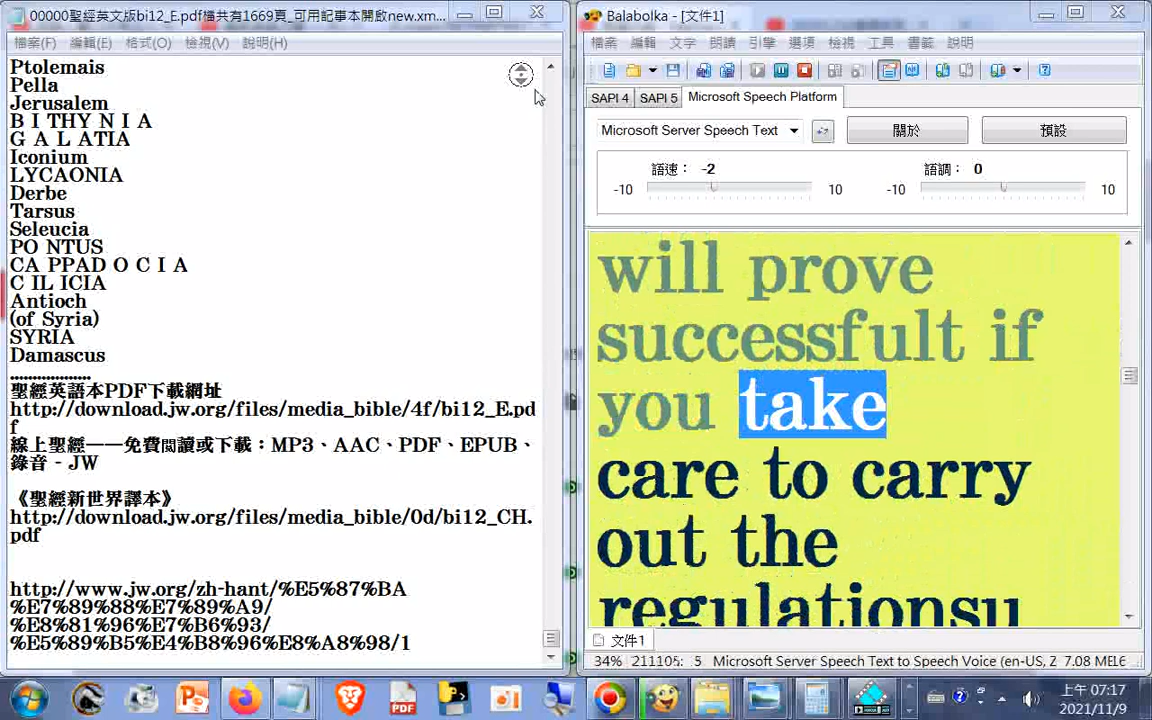 00000聖經英文版bi12_E.pdf檔共有1669頁_可用記事本開啟new.xm...
檔案(F) 編輯(E) 格式(O) 檢視(V) 說明(H)
Ptolemais
Pella
Jerusalem
B I THY N I A
G A L ATIA
Iconium
LYCAONIA
Derbe
Tarsus
Seleucia
PO NTUS
CA PPAD O C I A
C IL ICIA
Antioch
(of Syria)
SYRIA
Damascus
..................
聖經英語本PDF下載網址
http://download.jw.org/files/media_bible/4f/bi12_E.pd
f
線上聖經——免費閱讀或下載：MP3、AAC、PDF、EPUB、
錄音 - JW
《聖經新世界譯本》
http://download.jw.org/files/media_bible/0d/bi12_CH.
pdf
http://www.jw.org/zh-hant/%E5%87%BA
%E7%89%88%E7%89%A9/
%E8%81%96%E7%B6%93/
%E5%89%B5%E4%B8%96%E8%A8%98/1
Balabolka - [文件1]
檔案 編輯 文字 朗讀 引擎 選項 檢視 工具 書籤 說明
SAPI 4 SAPI 5 Microsoft Speech Platform
Microsoft Server Speech Text 關於 預設
語速： -2 語調： 0
-10 10 -10 10
will prove
successfult if
you take
care to carry
out the
regulationsu
文件1
34% 211105: 5 Microsoft Server Speech Text to Speech Voice (en-US, Z 7.08 MЕ
上午 07:17
2021/11/9